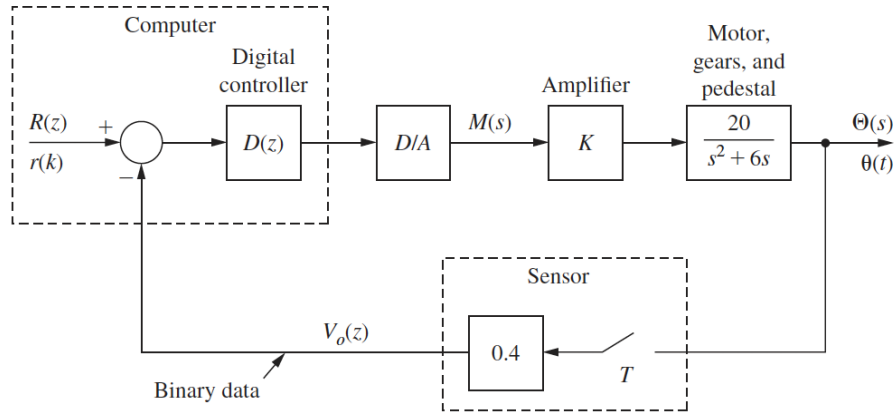 Computer
Digital
controller
Motor,
gears, and
pedestal
Amplifier
R(z)
+
r(k)
−
D(z)
D/A
M(s)
K
20
s² + 6s
Θ(s)
θ(t)
Sensor
V_o(z)
0.4
T
Binary data